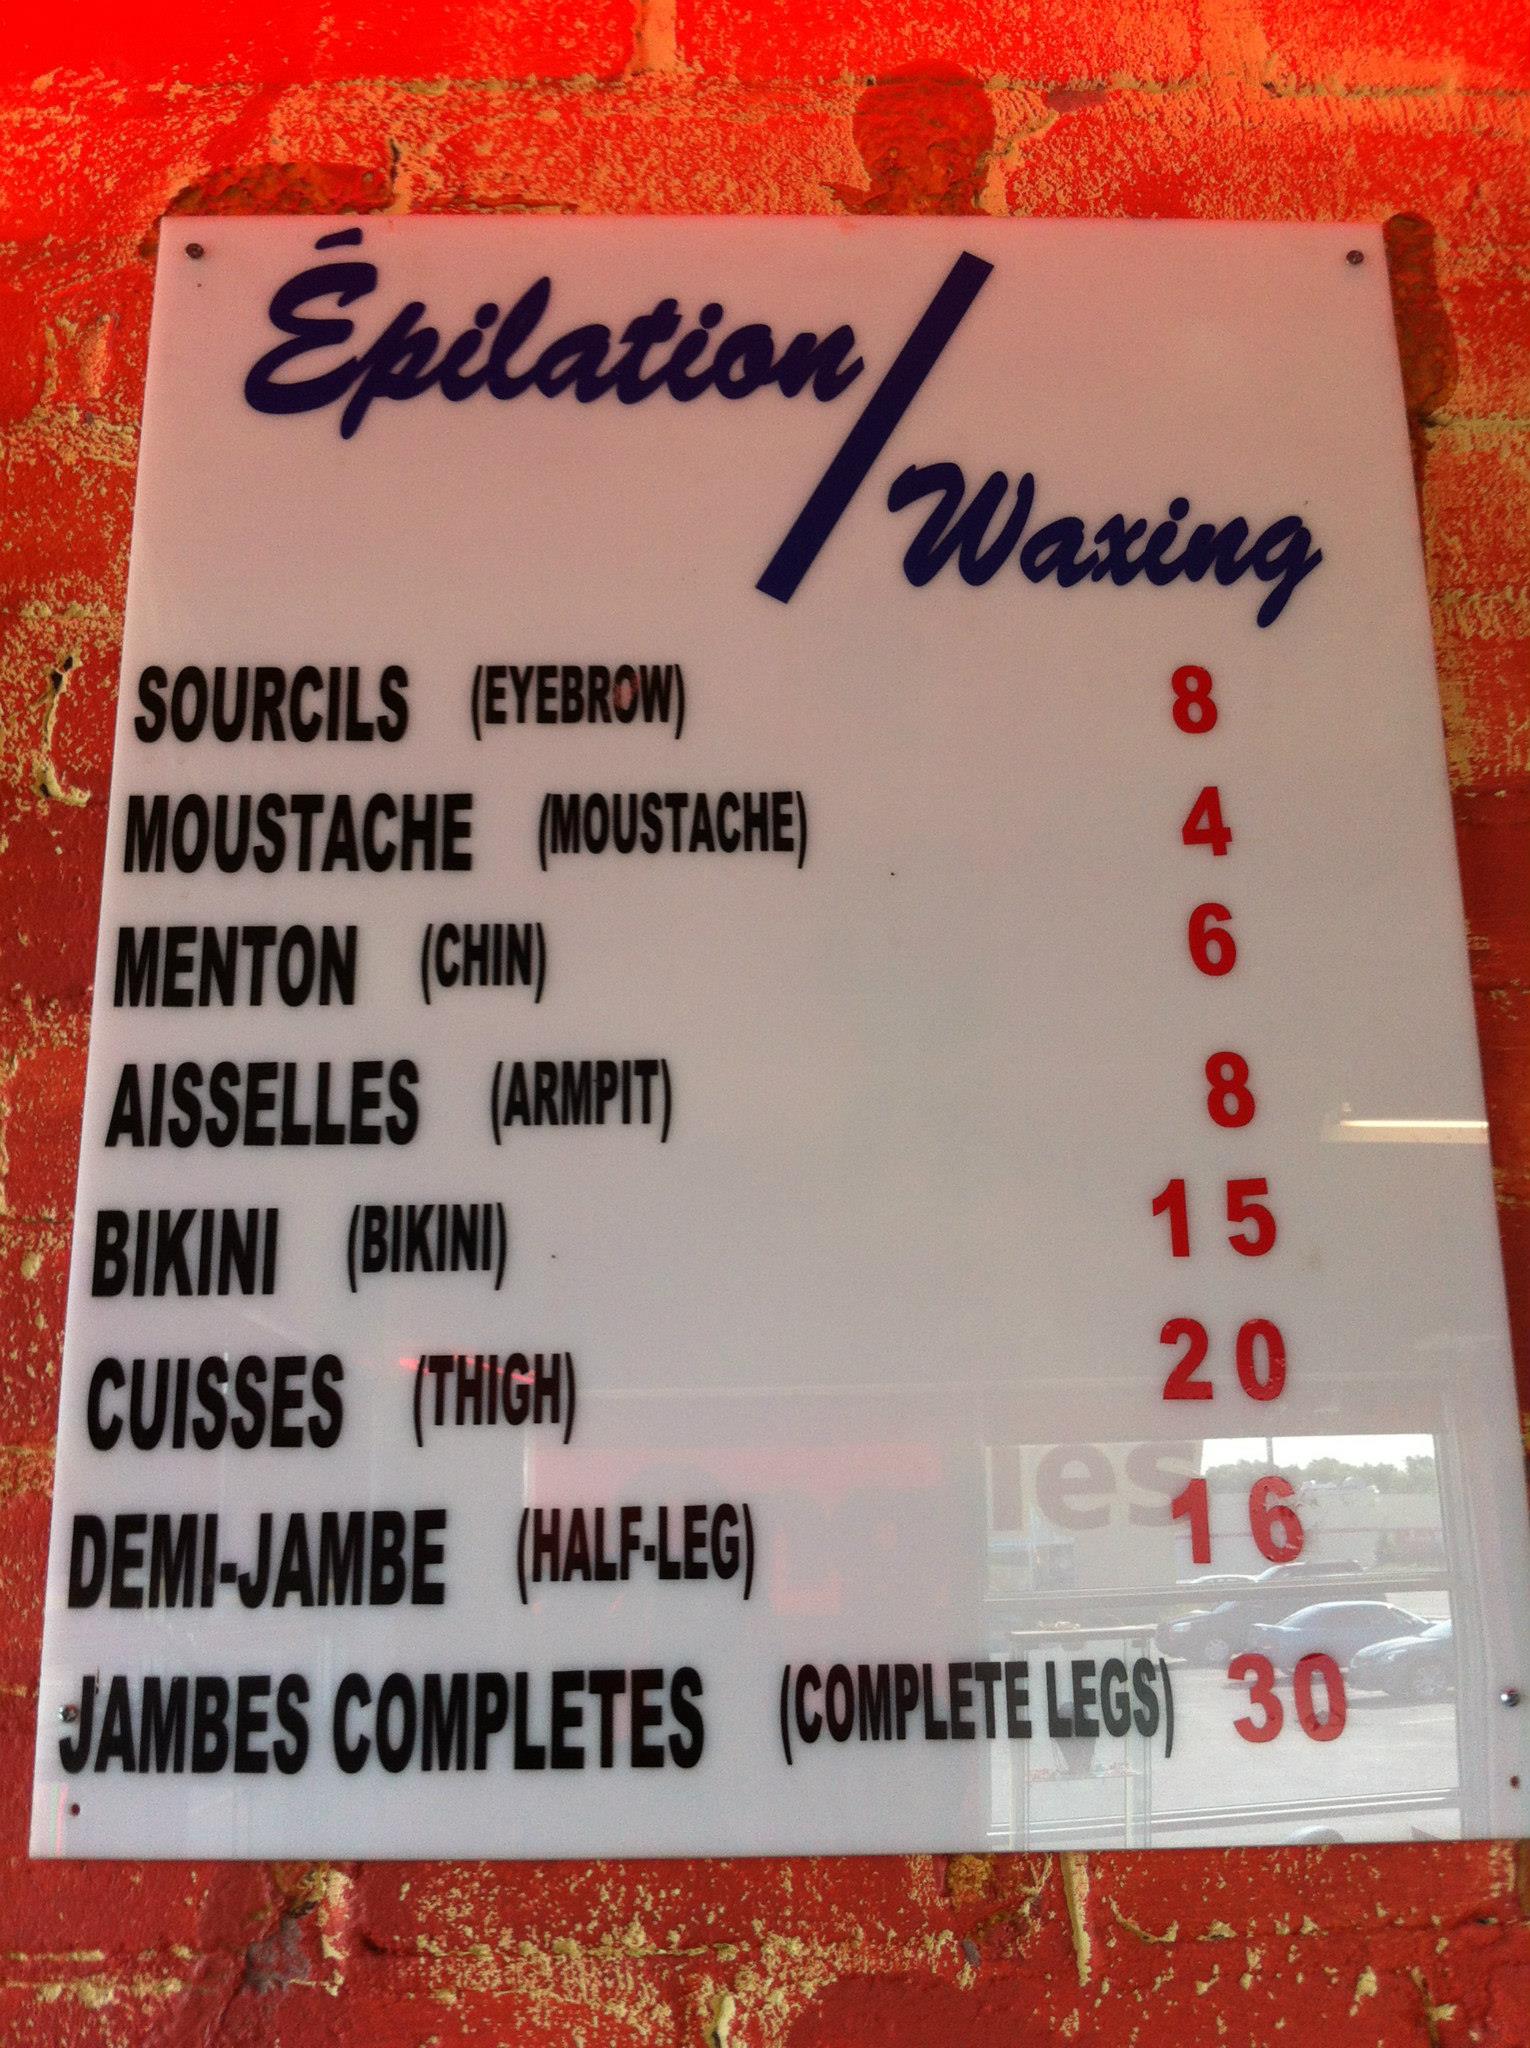 Épilation/
Waxing
SOURCILS (EYEBROW) 8
MOUSTACHE (MOUSTACHE) 4
MENTON (CHIN) 6
AISSELLES (ARMPIT) 8
BIKINI (BIKINI) 15
CUISSES (THIGH) 20
les
DEMI-JAMBE (HALF-LEG) 16
JAMBES COMPLETES (COMPLETE LEGS) 30